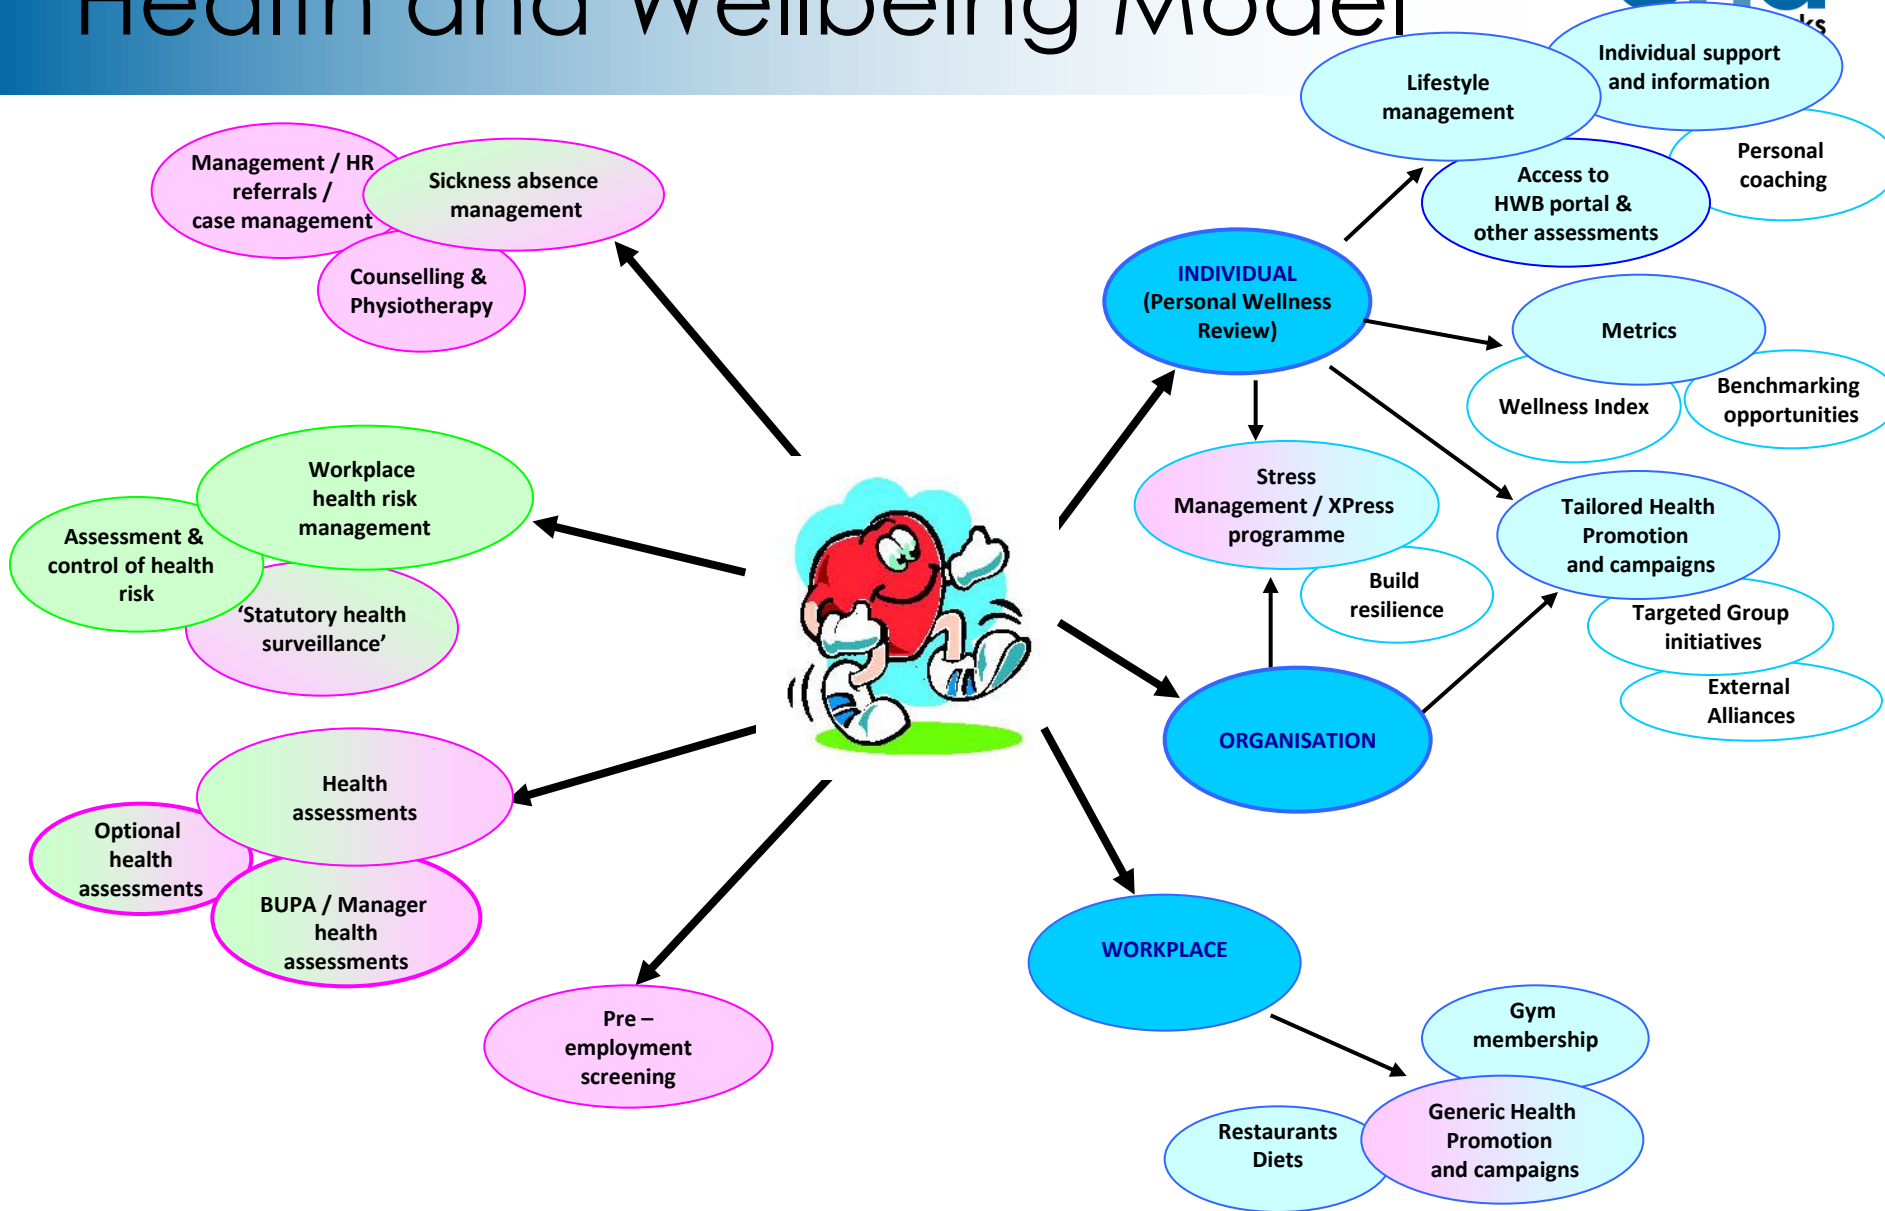 Health and Wellbeing Model
ks
Individual support
and information
Lifestyle
management
Personal
coaching
Access to
HWB portal &
other assessments
Management / HR
referrals /
case management
Sickness absence
management
Counselling &
Physiotherapy
INDIVIDUAL
(Personal Wellness
Review)
Metrics
Wellness Index
Benchmarking
opportunities
Stress
Management / XPress
programme
Build
resilience
Tailored Health
Promotion
and campaigns
Targeted Group
initiatives
External
Alliances
Workplace
health risk
management
Assessment &
control of health
risk
‘Statutory health
surveillance’
ORGANISATION
Health
assessments
Optional
health
assessments
BUPA / Manager
health
assessments
WORKPLACE
Pre –
employment
screening
Gym
membership
Generic Health
Promotion
and campaigns
Restaurants
Diets